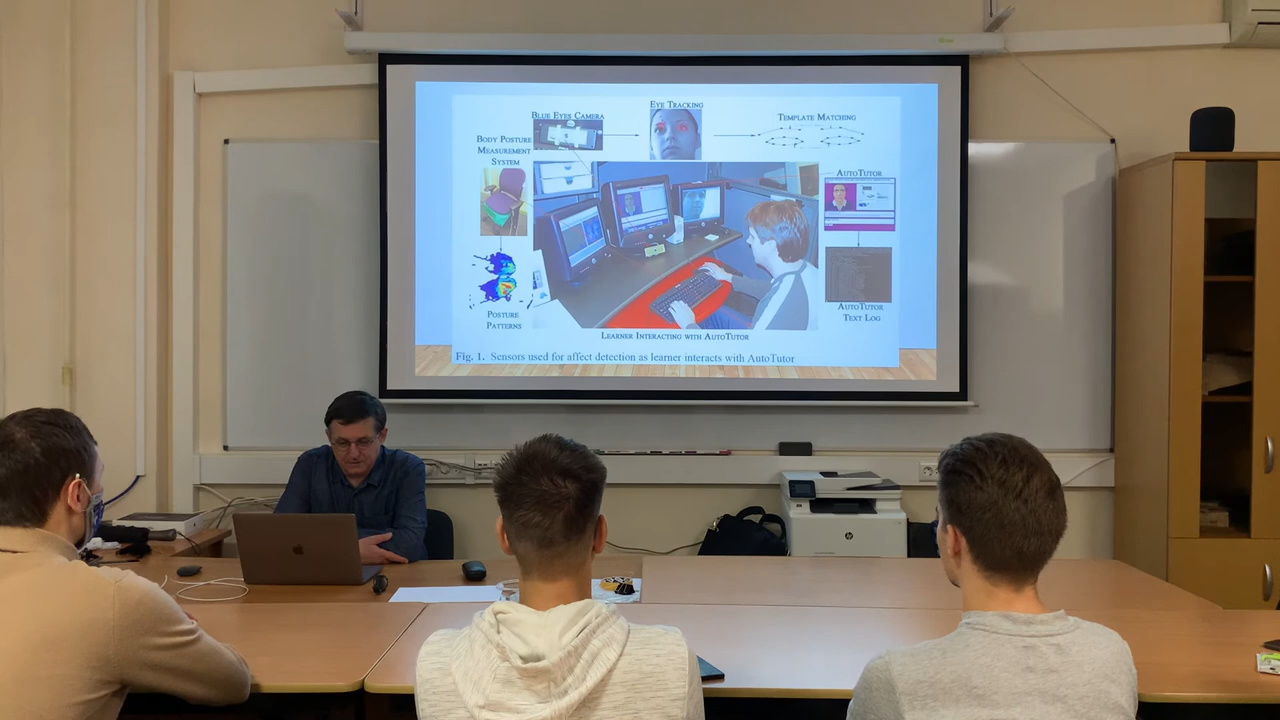 EYE TRACKING
BLUE EYES CAMERA
TEMPLATE MATCHING
BODY POSTURE
MEASUREMENT
SYSTEM
AUTOTUTOR
POSTURE
PATTERNS
AUTOTUTOR
TEXT LOG
LEARNER INTERACTING WITH AUTOTUTOR
Fig. 1. Sensors used for affect detection as learner interacts with AutoTutor
hp